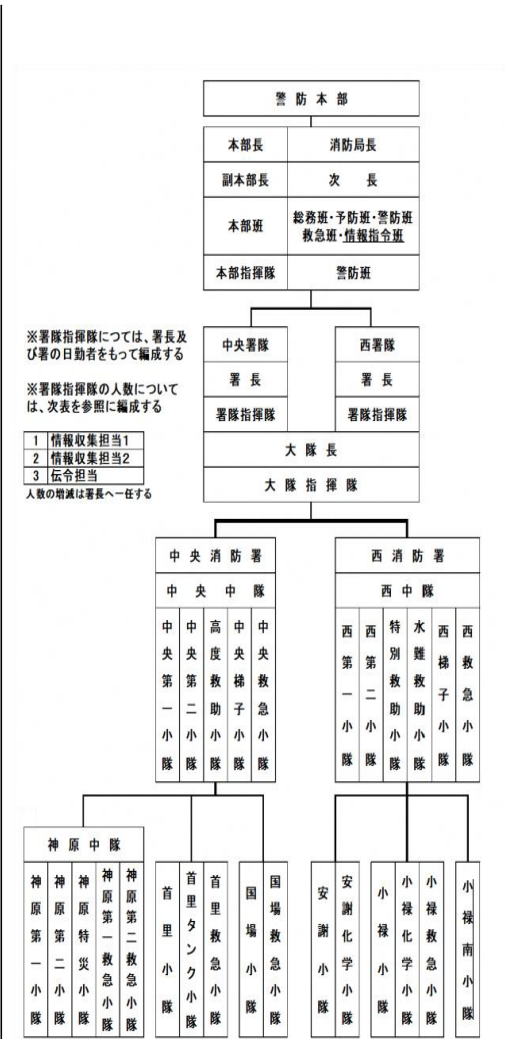 警防本部
本部長 消防局長
副本部長 次長
本部班 総務班・予防班・警防班
救急班・情報指令班
本部指揮隊 警防班
※署隊指揮隊につては、署長及
び署の日勤者をもって編成する
※署隊指揮隊の人数について
は、次表を参照に編成する
1 情報収集担当1
2 情報収集担当2
3 伝令担当
人数の増減は署長へ一任する
中央署隊
署長
署隊指揮隊
西署隊
署長
署隊指揮隊
大隊長
大隊指揮隊
中央消防署
中央中隊
中央第一小隊
中央第二小隊
高度救助小隊
中央梯子小隊
中央救急小隊
西消防署
西中隊
西第一小隊
西第二小隊
特別救助小隊
水難救助小隊
西梯子小隊
西救急小隊
神原中隊
神原第一小隊
神原第二小隊
神原特災小隊
神原第一救急小隊
神原第二救急小隊
首里小隊
首里タンク小隊
首里救急小隊
国場小隊
国場救急小隊
安謝小隊
安謝化学小隊
小禄小隊
小禄化学小隊
小禄救急小隊
小禄南小隊